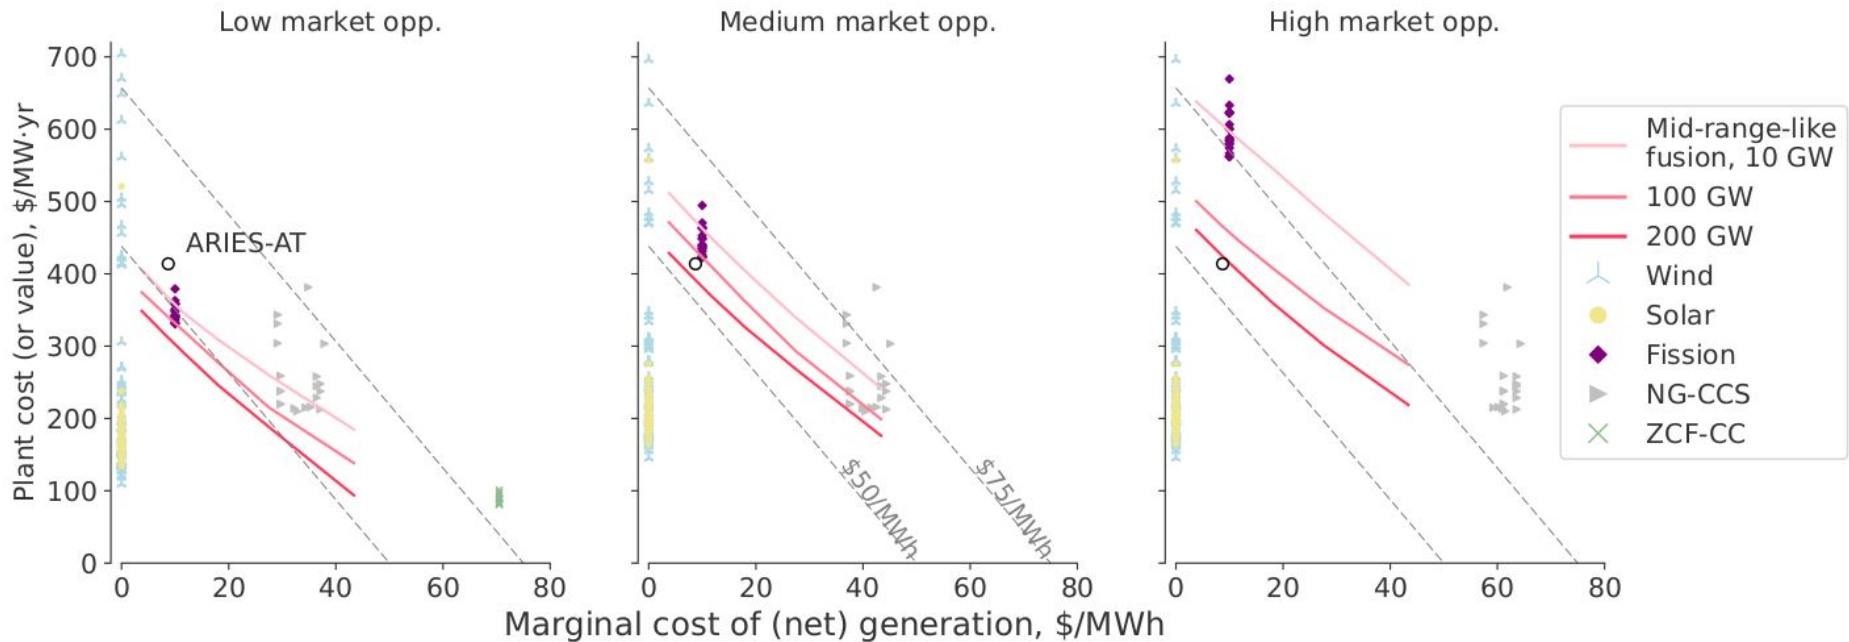 Low market opp.
Medium market opp.
High market opp.
Plant cost (or value), $/MW·yr
700
600
500
400
300
200
100
0
ARIES-AT
$50/MWh
$75/MWh
0 20 40 60 80
0 20 40 60 80
0 20 40 60 80
Marginal cost of (net) generation, $/MWh
Mid-range-like
fusion, 10 GW
100 GW
200 GW
Wind
Solar
Fission
NG-CCS
ZCF-CC